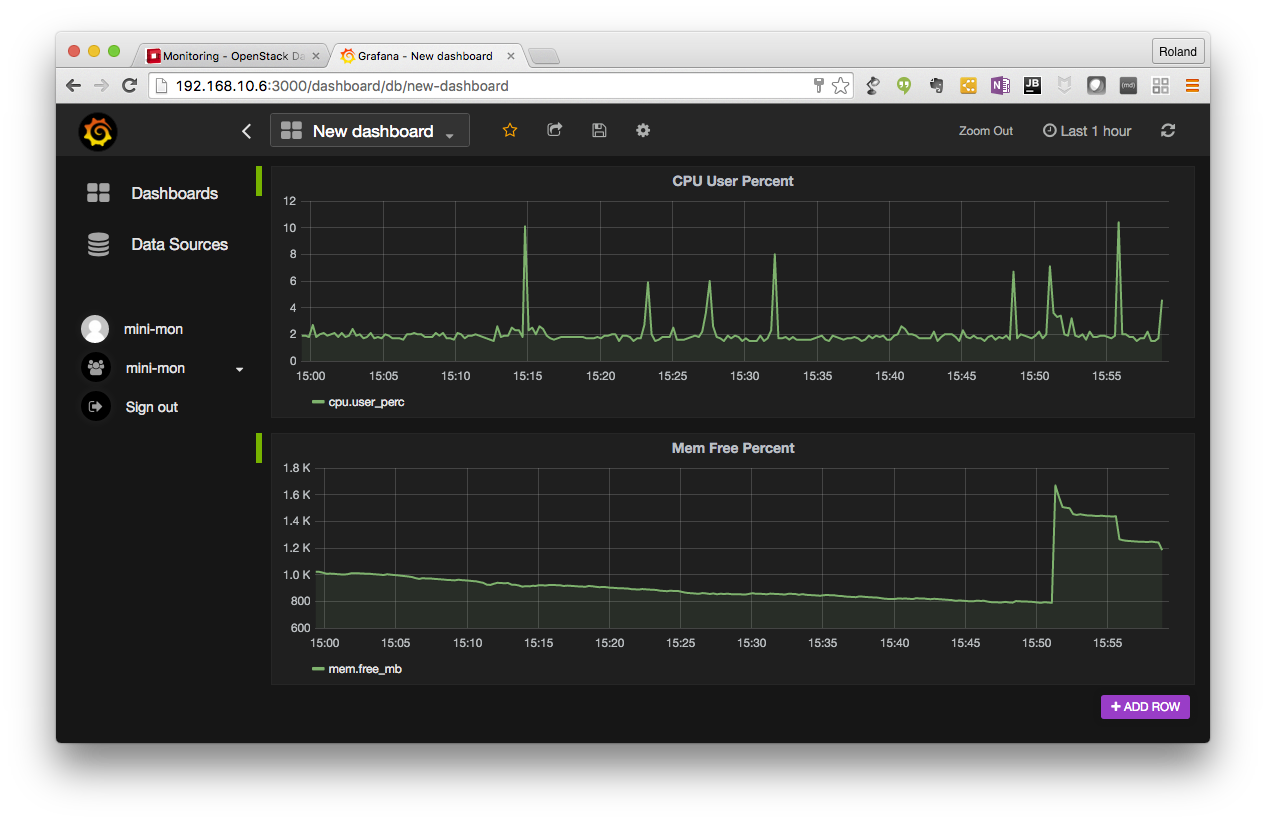 Monitoring - OpenStack Da
Grafana - New dashboard
Roland
192.168.10.6:3000/dashboard/db/new-dashboard
N
JB
(md)
New dashboard
Zoom Out
Last 1 hour
Dashboards
Data Sources
mini-mon
mini-mon
Sign out
CPU User Percent
12
10
8
6
4
2
0
15:00 15:05 15:10 15:15 15:20 15:25 15:30 15:35 15:40 15:45 15:50 15:55
cpu.user_perc
Mem Free Percent
1.8 K
1.6 K
1.4 K
1.2 K
1.0 K
800
600
15:00 15:05 15:10 15:15 15:20 15:25 15:30 15:35 15:40 15:45 15:50 15:55
mem.free_mb
+ ADD ROW